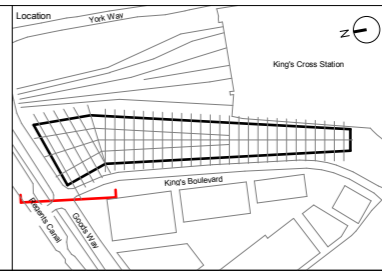 Location
York Way
N
King's Cross Station
King's Boulevard
Regents Canal
Goods Way